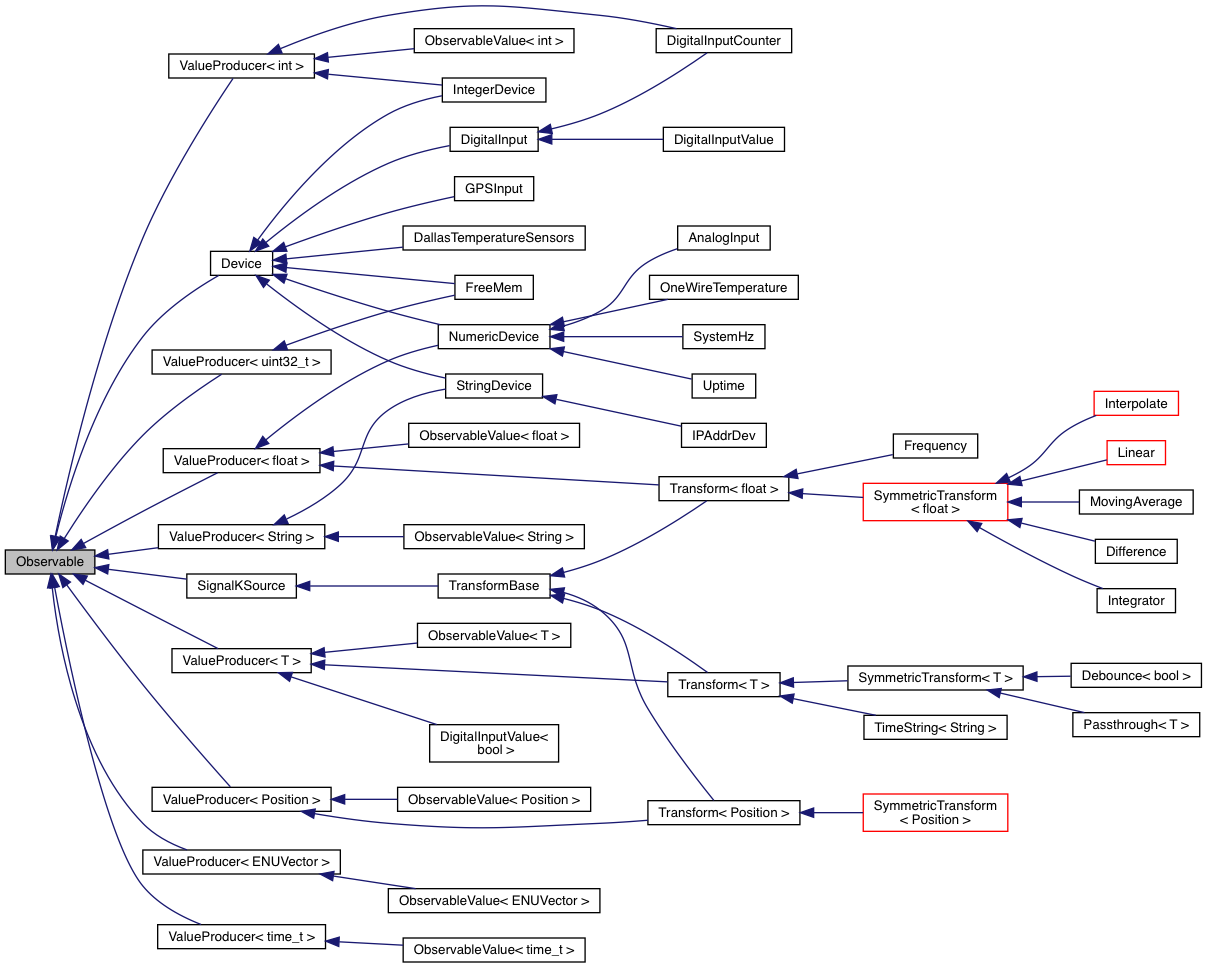 ValueProducer< int >
ObservableValue< int >
DigitalInputCounter
IntegerDevice
DigitalInput
DigitalInputValue
GPSInput
DallasTemperatureSensors
AnalogInput
Device
FreeMem
OneWireTemperature
NumericDevice
SystemHz
ValueProducer< uint32_t >
StringDevice
Uptime
Interpolate
ObservableValue< float >
IPAddrDev
Frequency
Linear
ValueProducer< float >
Transform< float >
SymmetricTransform
< float >
MovingAverage
ValueProducer< String >
ObservableValue< String >
Difference
Observable
SignalKSource
TransformBase
Integrator
ObservableValue< T >
ValueProducer< T >
Transform< T >
SymmetricTransform< T >
Debounce< bool >
TimeString< String >
Passthrough< T >
DigitalInputValue<
bool >
ValueProducer< Position >
ObservableValue< Position >
Transform< Position >
SymmetricTransform
< Position >
ValueProducer< ENUVector >
ObservableValue< ENUVector >
ValueProducer< time_t >
ObservableValue< time_t >